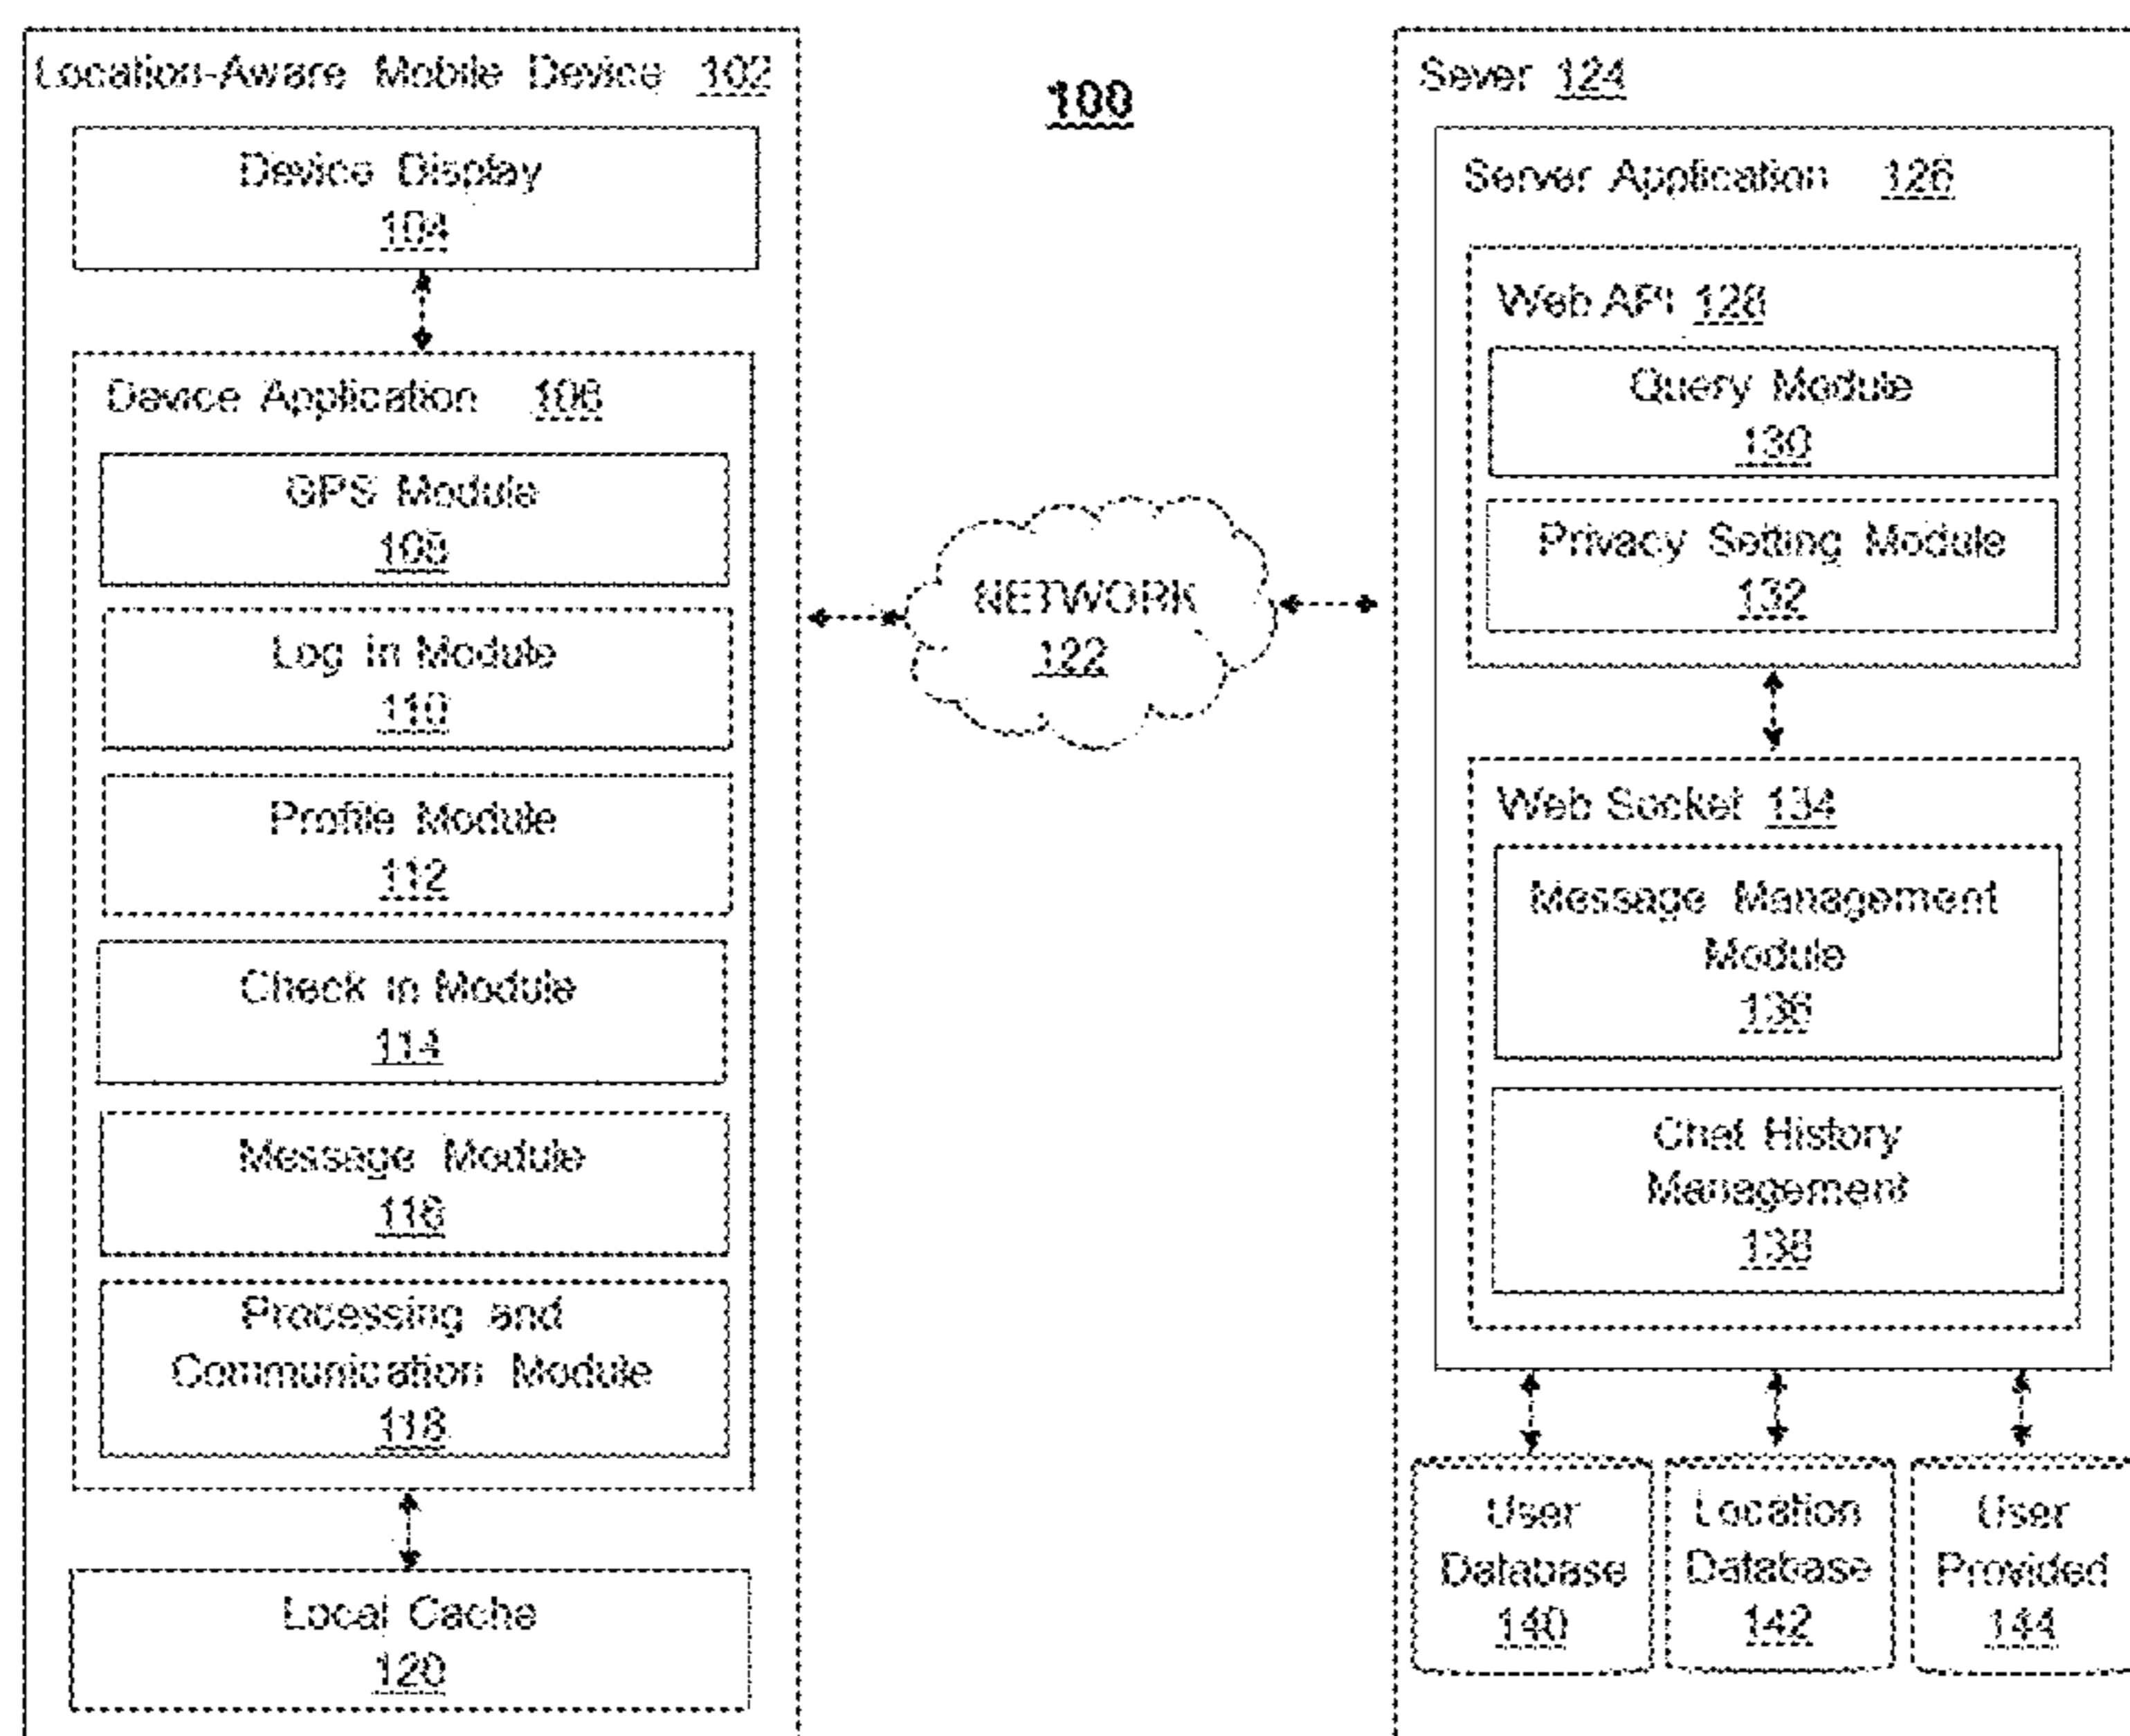 Location-Aware Mobile Device 102
Device Display
104
Device Application 106
GPS Module
108
Log in Module
110
Profile Module
112
Check in Module
114
Message Module
116
Processing and
Communication Module
118
Local Cache
120
100
NETWORK
122
Sever 124
Server Application 126
Web API 128
Query Module
130
Privacy Setting Module
132
Web Socket 134
Message Management
Module
136
Chat History
Management
138
User
Database
140
Location
Database
142
User
Provided
144